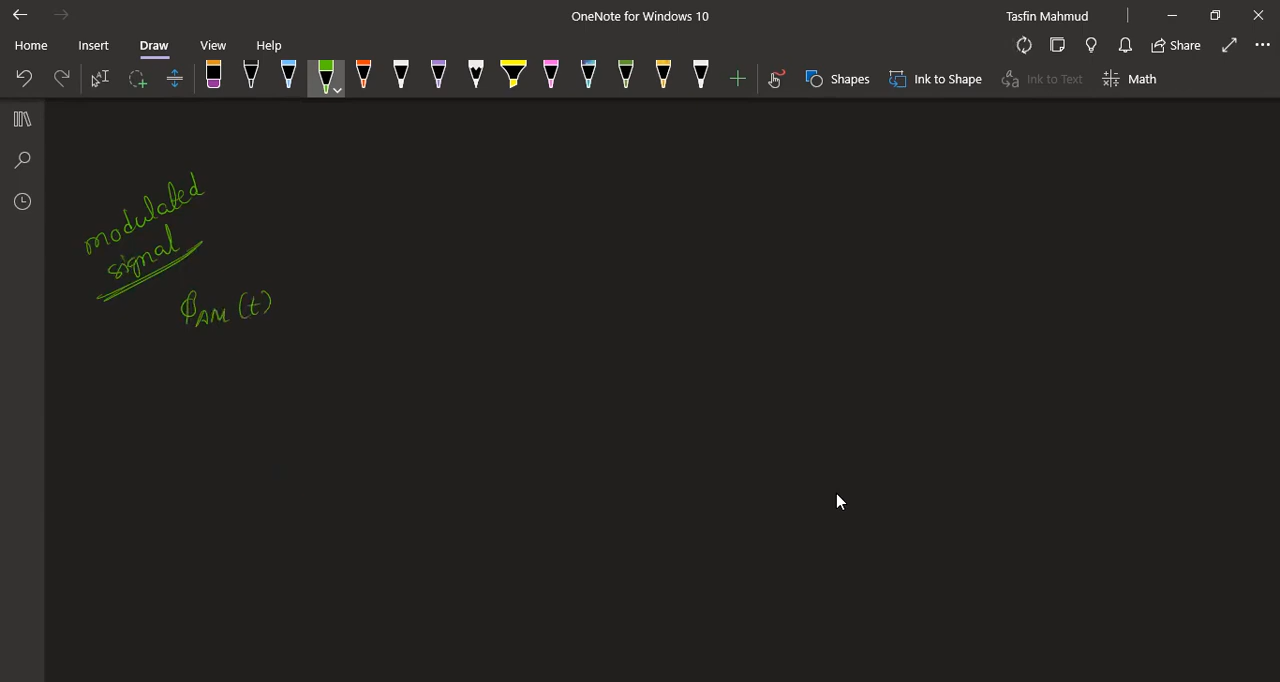 OneNote for Windows 10
Tasfin Mahmud
Home Insert Draw View Help
Share
Shapes Ink to Shape Ink to Text Math
modulated
signal
ϕAM (t)